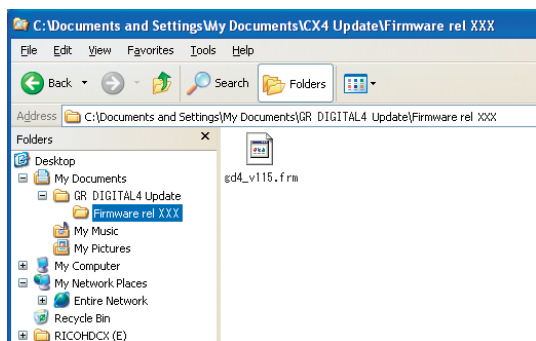 C:\Documents and Settings\My Documents\CX4 Update\Firmware rel XXX
File Edit View Favorites Tools Help
Back Search Folders
Address C:\Documents and Settings\My Documents\GR DIGITAL4 Update\Firmware rel XXX
Folders x
gd4_v115.frm
Desktop
My Documents
GR DIGITAL4 Update
Firmware rel XXX
My Music
My Pictures
My Computer
My Network Places
Entire Network
Recycle Bin
RICOHDCX (E)